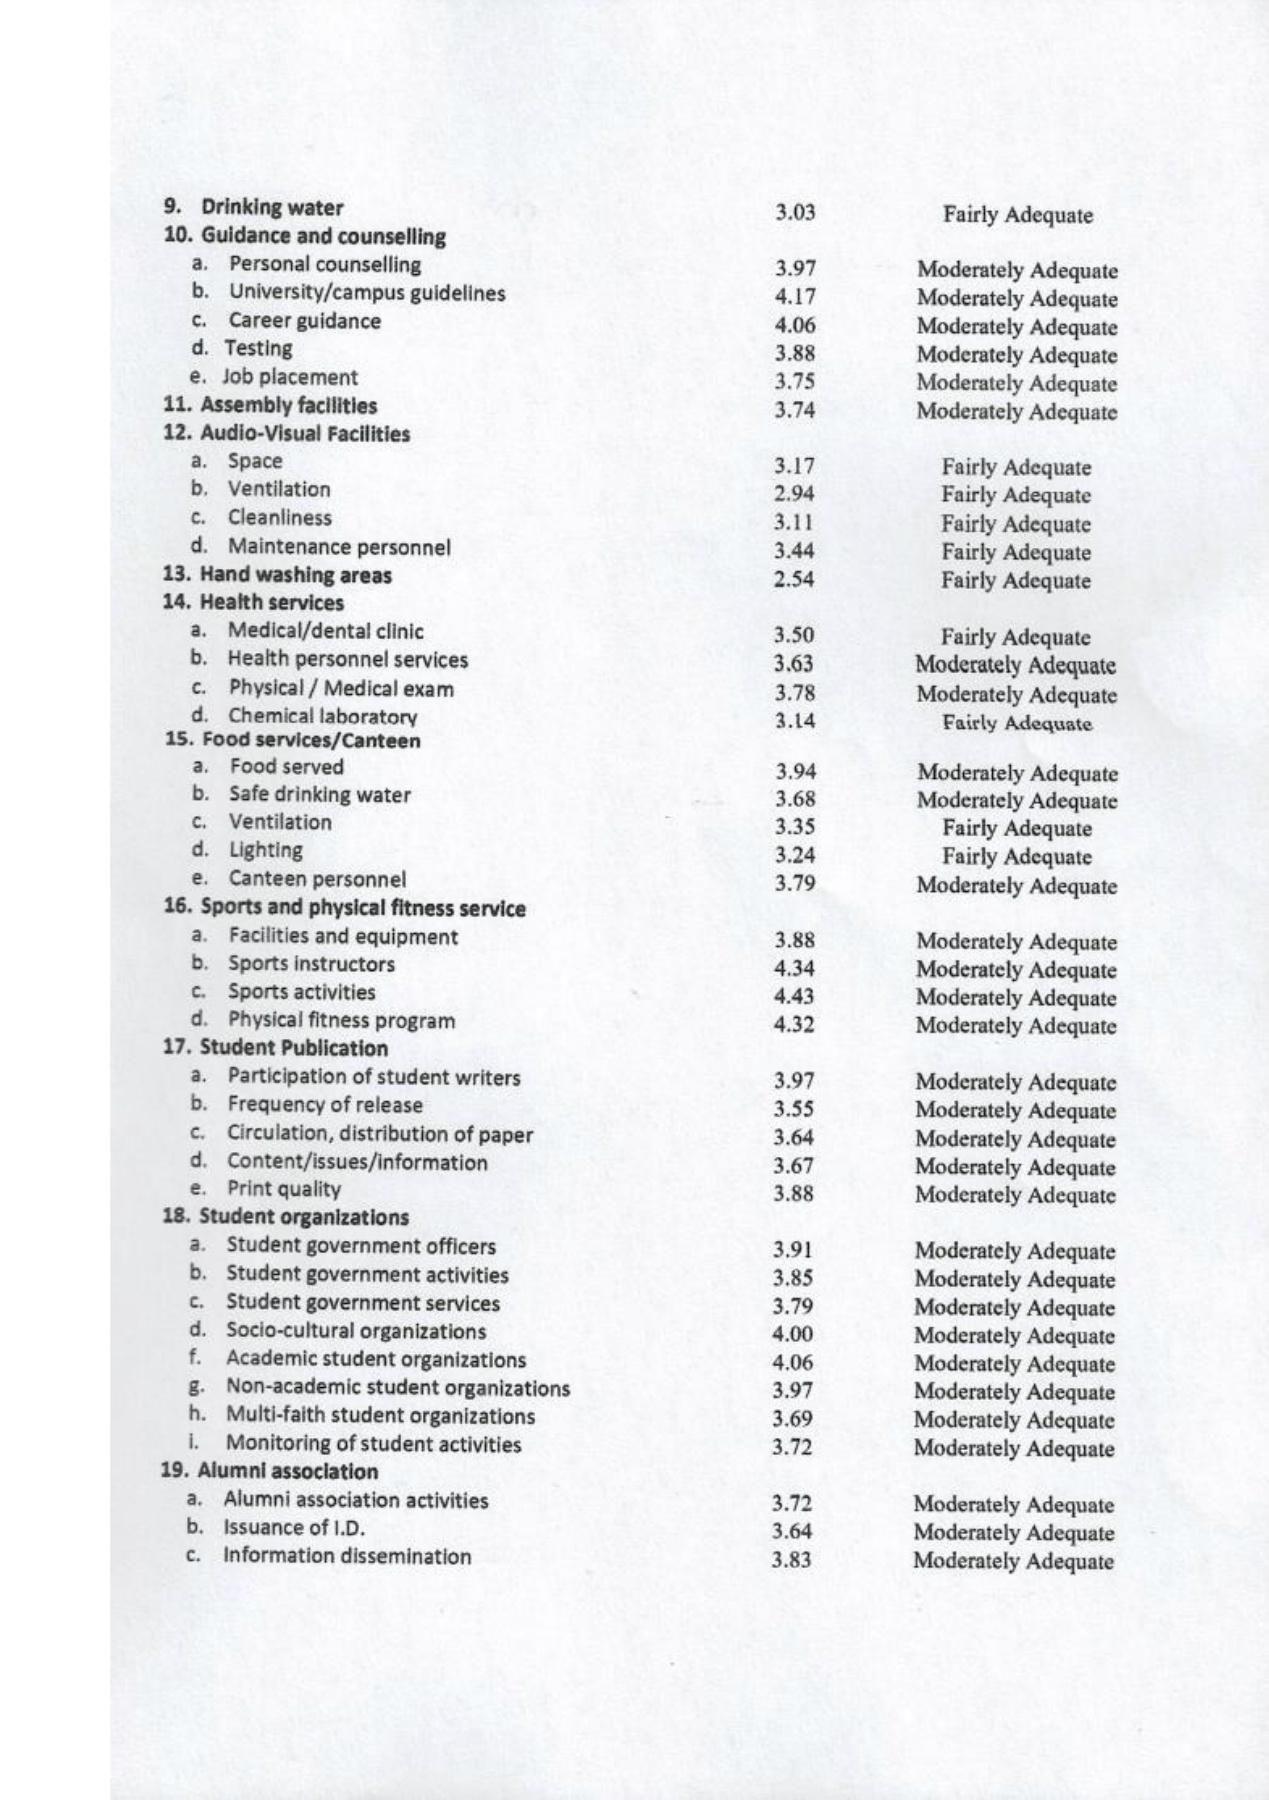 9. Drinking water 3.03 Fairly Adequate
10. Guidance and counselling
a. Personal counselling 3.97 Moderately Adequate
b. University/campus guidelines 4.17 Moderately Adequate
c. Career guidance 4.06 Moderately Adequate
d. Testing 3.88 Moderately Adequate
e. Job placement 3.75 Moderately Adequate
11. Assembly facilities 3.74 Moderately Adequate
12. Audio-Visual Facilities
a. Space 3.17 Fairly Adequate
b. Ventilation 2.94 Fairly Adequate
c. Cleanliness 3.11 Fairly Adequate
d. Maintenance personnel 3.44 Fairly Adequate
13. Hand washing areas 2.54 Fairly Adequate
14. Health services
a. Medical/dental clinic 3.50 Fairly Adequate
b. Health personnel services 3.63 Moderately Adequate
c. Physical / Medical exam 3.78 Moderately Adequate
d. Chemical laboratory 3.14 Fairly Adequate
15. Food services/Canteen
a. Food served 3.94 Moderately Adequate
b. Safe drinking water 3.68 Moderately Adequate
c. Ventilation 3.35 Fairly Adequate
d. Lighting 3.24 Fairly Adequate
e. Canteen personnel 3.79 Moderately Adequate
16. Sports and physical fitness service
a. Facilities and equipment 3.88 Moderately Adequate
b. Sports instructors 4.34 Moderately Adequate
c. Sports activities 4.43 Moderately Adequate
d. Physical fitness program 4.32 Moderately Adequate
17. Student Publication
a. Participation of student writers 3.97 Moderately Adequate
b. Frequency of release 3.55 Moderately Adequate
c. Circulation, distribution of paper 3.64 Moderately Adequate
d. Content/issues/information 3.67 Moderately Adequate
e. Print quality 3.88 Moderately Adequate
18. Student organizations
a. Student government officers 3.91 Moderately Adequate
b. Student government activities 3.85 Moderately Adequate
c. Student government services 3.79 Moderately Adequate
d. Socio-cultural organizations 4.00 Moderately Adequate
f. Academic student organizations 4.06 Moderately Adequate
g. Non-academic student organizations 3.97 Moderately Adequate
h. Multi-faith student organizations 3.69 Moderately Adequate
i. Monitoring of student activities 3.72 Moderately Adequate
19. Alumni association
a. Alumni association activities 3.72 Moderately Adequate
b. Issuance of I.D. 3.64 Moderately Adequate
c. Information dissemination 3.83 Moderately Adequate